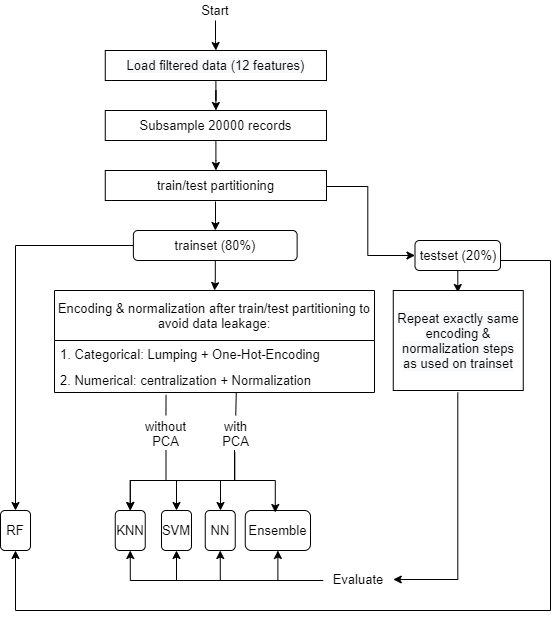 Start
Load filtered data (12 features)
Subsample 20000 records
train/test partitioning
trainset (80%)
testset (20%)
Encoding & normalization after train/test partitioning to
avoid data leakage:
1. Categorical: Lumping + One-Hot-Encoding
2. Numerical: centralization + Normalization
Repeat exactly same
encoding &
normalization steps
as used on trainset
without
PCA
with
PCA
RF
KNN
SVM
NN
Ensemble
Evaluate